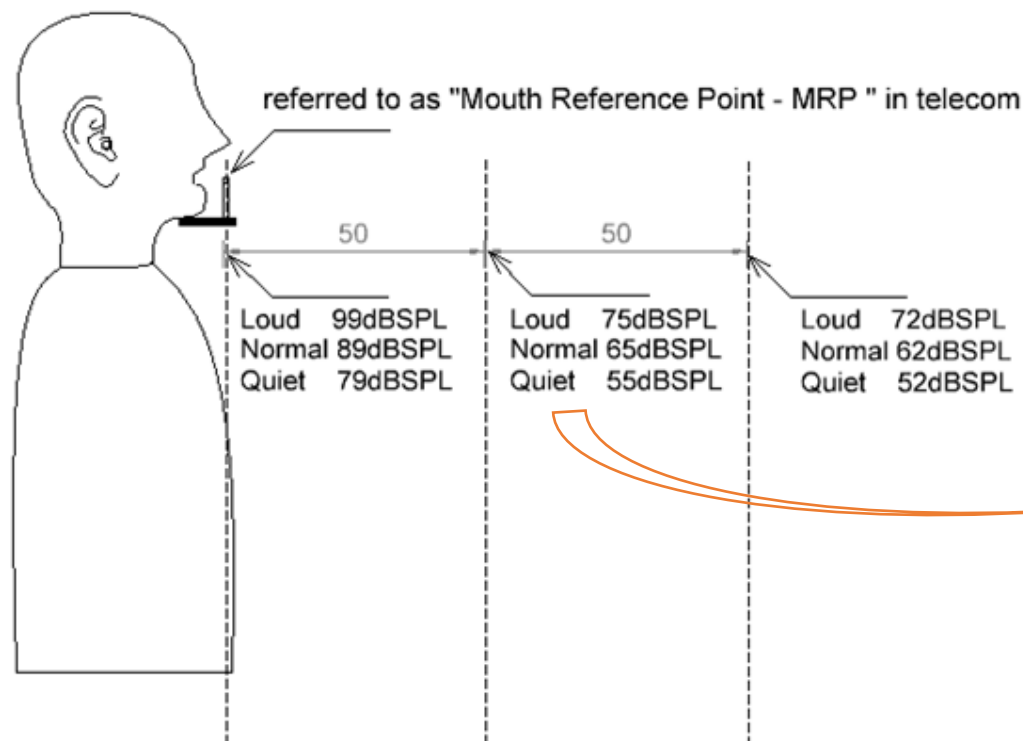 referred to as "Mouth Reference Point - MRP " in telecom
50
50
Loud 99dBSPL
Normal 89dBSPL
Quiet 79dBSPL
Loud 75dBSPL
Normal 65dBSPL
Quiet 55dBSPL
Loud 72dBSPL
Normal 62dBSPL
Quiet 52dBSPL